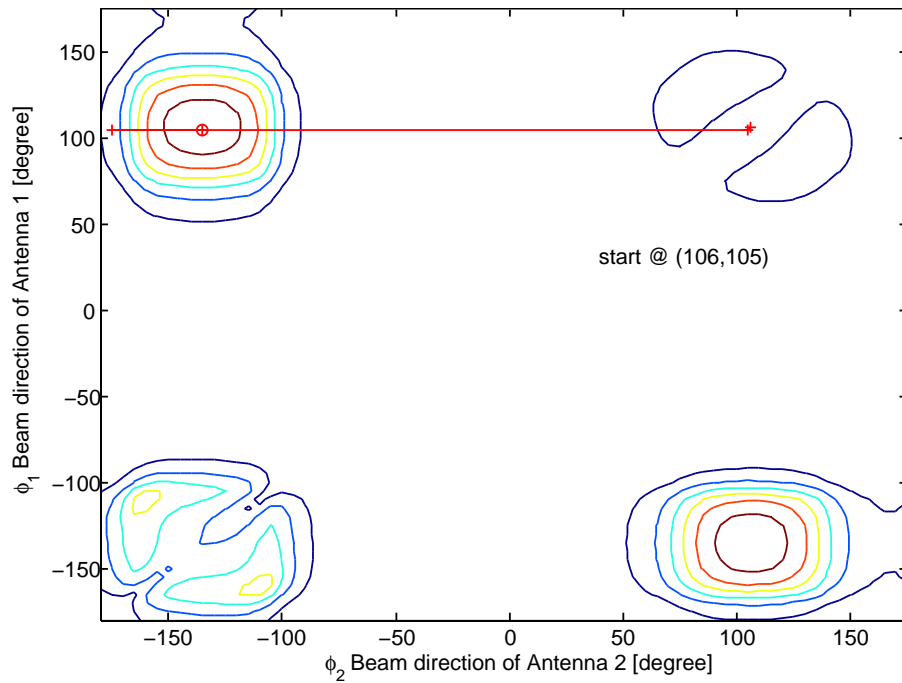 150
100
50
0
−50
−100
−150
ϕ1 Beam direction of Antenna 1 [degree]
start @ (106,105)
−150 −100 −50 0 50 100 150
ϕ2 Beam direction of Antenna 2 [degree]